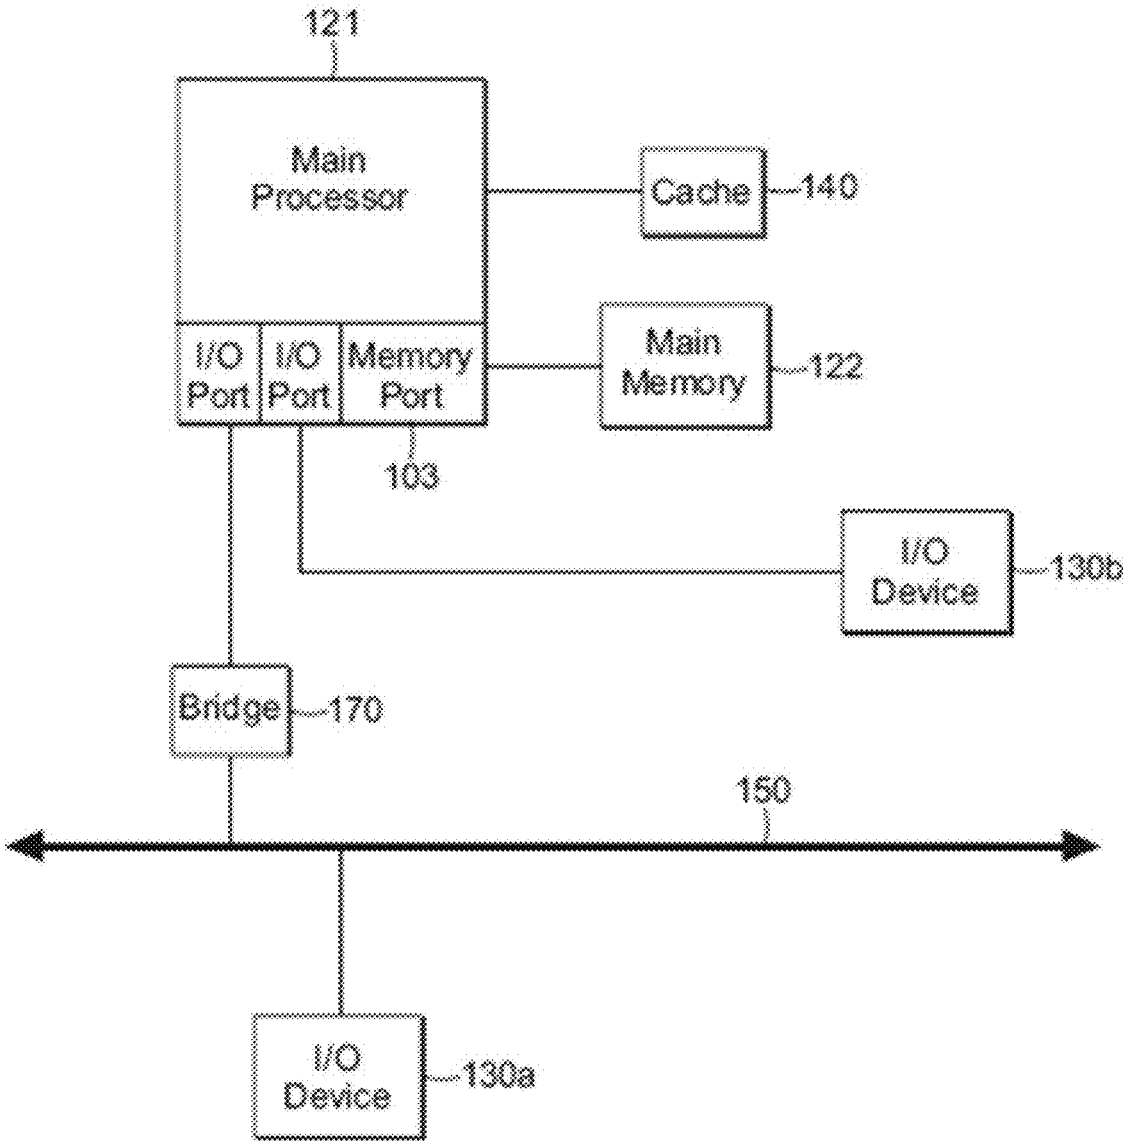 121
Main
Processor
Cache
140
I/O
Port
I/O
Port
Memory
Port
103
Main
Memory
122
I/O
Device
130b
Bridge
170
150
I/O
Device
130a